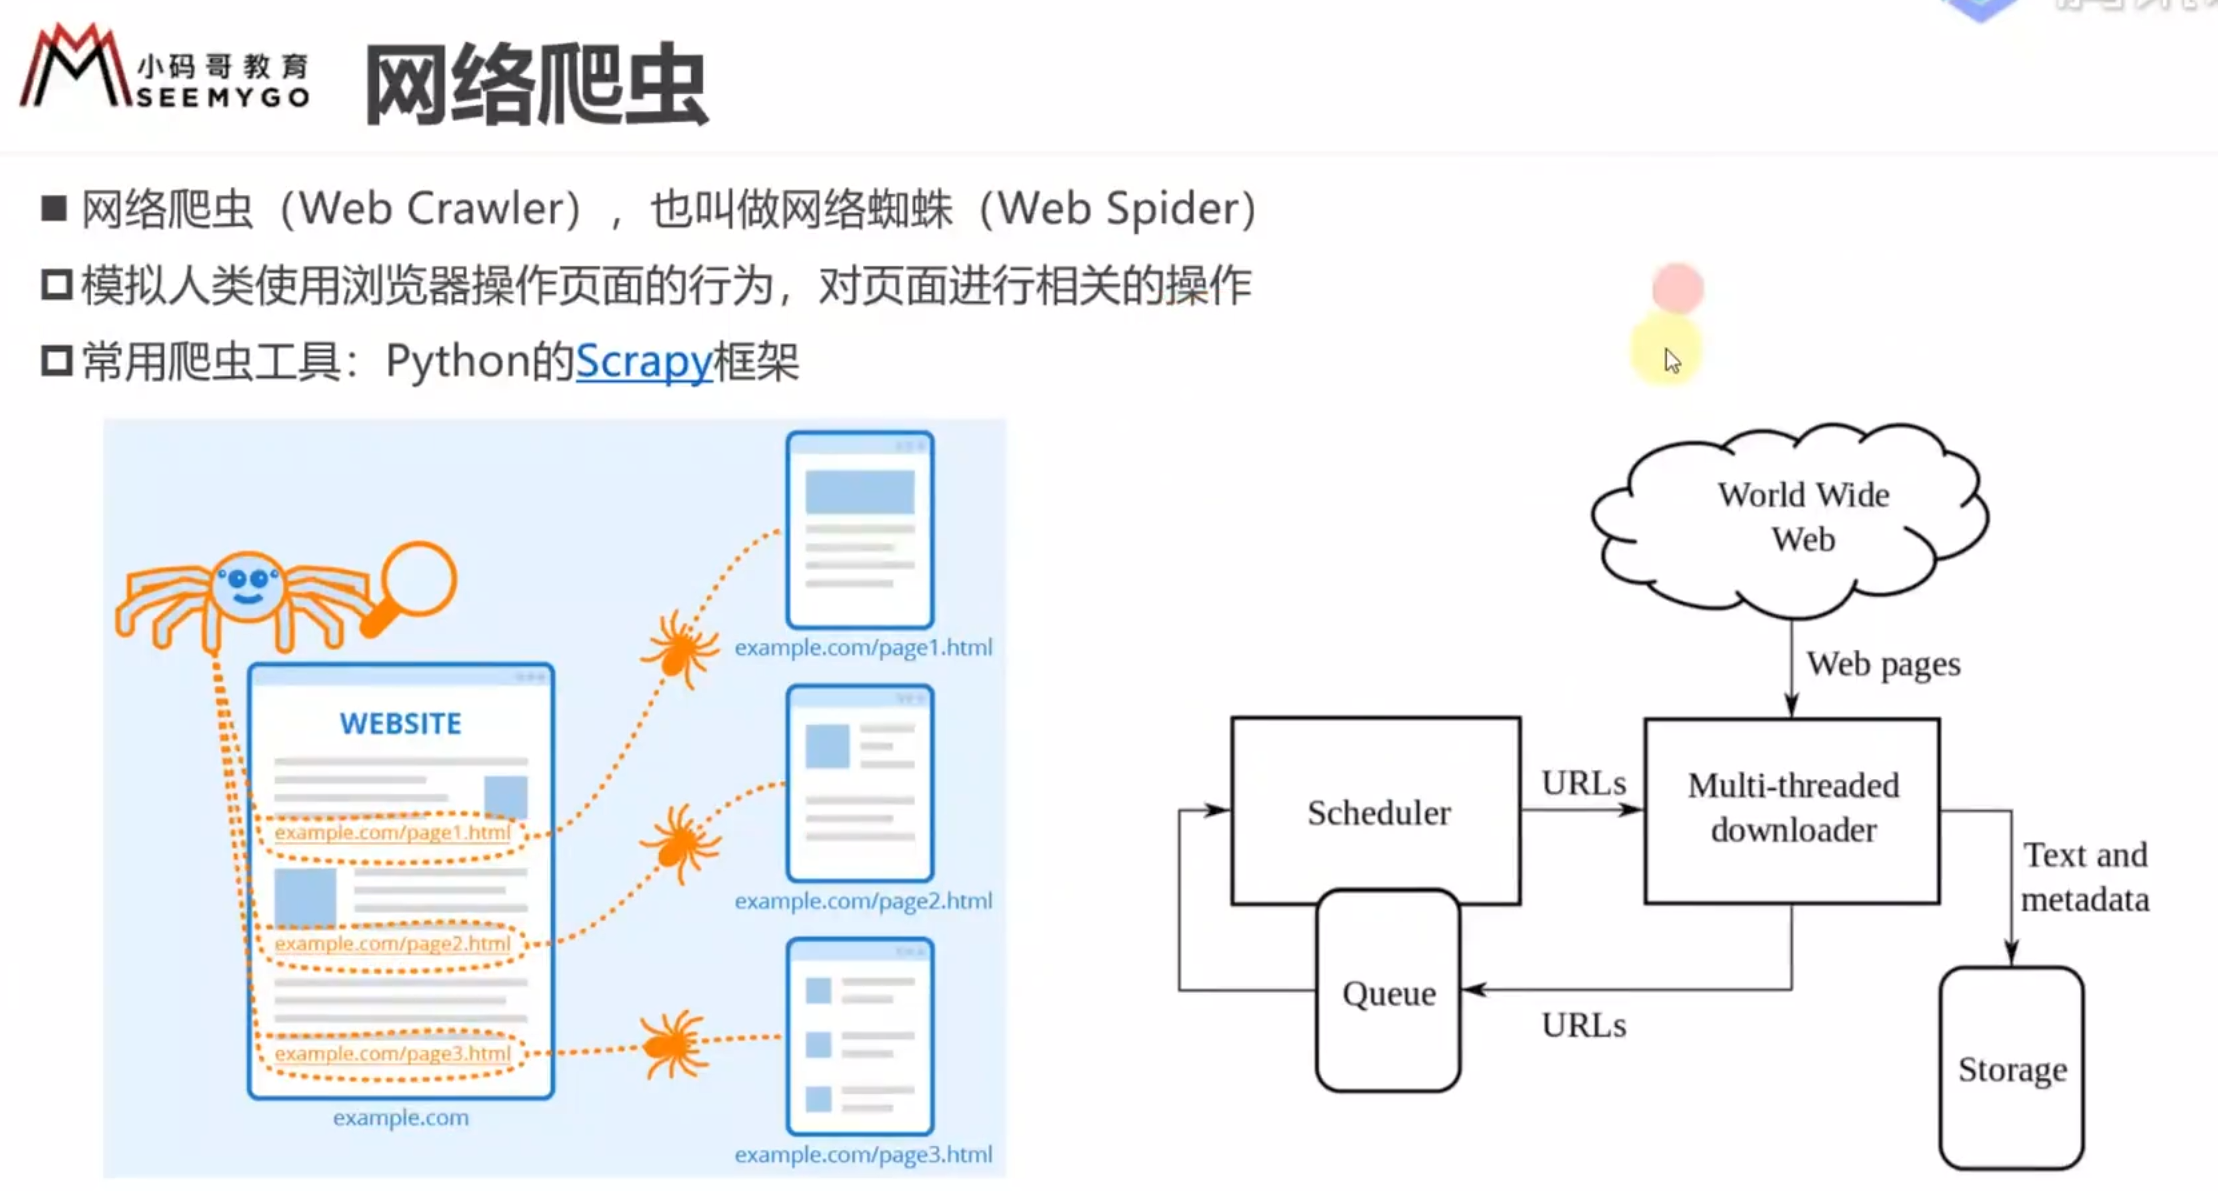 小码哥教育
SEEMYGO
网络爬虫
网络爬虫（Web Crawler），也叫做网络蜘蛛（Web Spider）
模拟人类使用浏览器操作页面的行为，对页面进行相关的操作
常用爬虫工具：Python的Scrapy框架
WEBSITE
example.com/page1.html
example.com/page2.html
example.com/page3.html
example.com
example.com/page1.html
example.com/page2.html
example.com/page3.html
World Wide
Web
Web pages
Scheduler
URLs
Multi-threaded
downloader
Text and
metadata
Queue
URLs
Storage